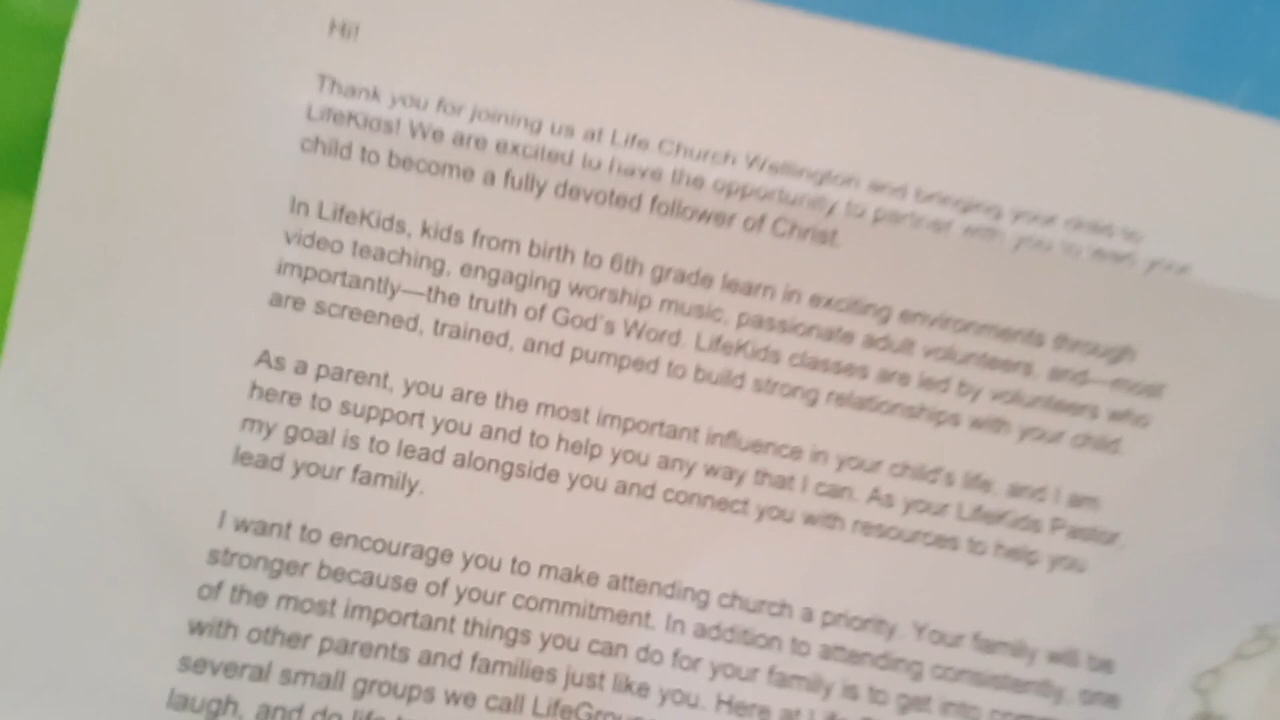 Hi!
Thank you for joining us at Life Church Wellington and bringing your child to
LifeKids! We are excited to have the opportunity to partner with you to lead your
child to become a fully devoted follower of Christ.
In LifeKids, kids from birth to 6th grade learn in exciting environments through
video teaching, engaging worship music, passionate adult volunteers, and—most
importantly—the truth of God's Word. LifeKids classes are led by volunteers who
are screened, trained, and pumped to build strong relationships with your child.
As a parent, you are the most important influence in your child's life, and I am
here to support you and to help you any way that I can. As your LifeKids Pastor,
my goal is to lead alongside you and connect you with resources to help you
lead your family.
I want to encourage you to make attending church a priority. Your family will be
stronger because of your commitment. In addition to attending consistently, one
of the most important things you can do for your family is to get into
with other parents and families just like you. Here at
several small groups we call
laugh, and do life